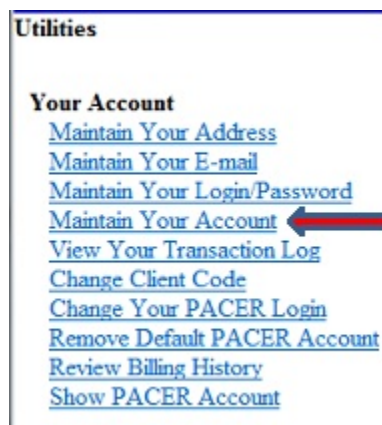 Utilities
Your Account
Maintain Your Address
Maintain Your E-mail
Maintain Your Login/Password
Maintain Your Account
View Your Transaction Log
Change Client Code
Change Your PACER Login
Remove Default PACER Account
Review Billing History
Show PACER Account